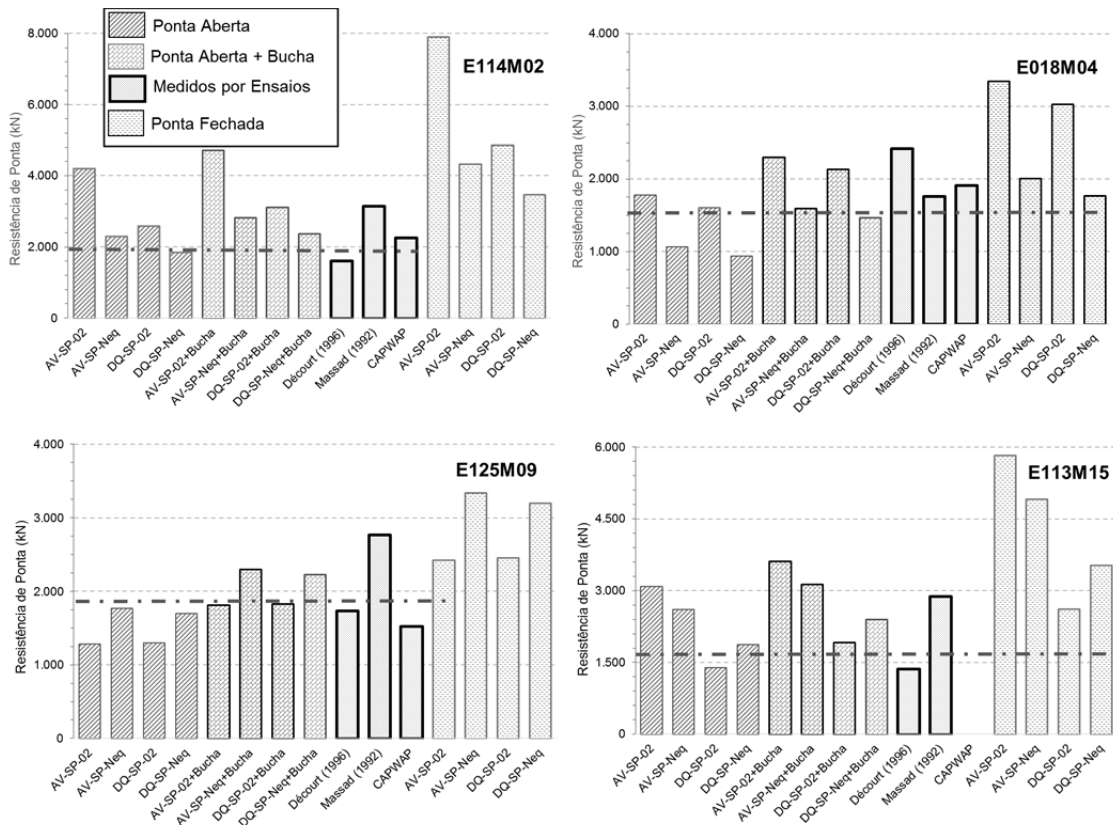 Ponta Aberta
Ponta Aberta + Bucha
Medidos por Ensaios
Ponta Fechada
E114M02
Resistência de Ponta (kN)
8.000
6.000
4.000
2.000
0
AV-SP-02
AV-SP-Neq
DQ-SP-02
DQ-SP-Neq
AV-SP-02+Bucha
AV-SP-Neq+Bucha
DQ-SP-02+Bucha
DQ-SP-Neq+Bucha
Décourt (1996)
Massad (1992)
CAPWAP
AV-SP-02
AV-SP-Neq
DQ-SP-02
DQ-SP-Neq
E018M04
Resistência de Ponta (kN)
4.000
3.000
2.000
1.000
0
AV-SP-02
AV-SP-Neq
DQ-SP-02
DQ-SP-Neq
AV-SP-02+Bucha
AV-SP-Neq+Bucha
DQ-SP-02+Bucha
DQ-SP-Neq+Bucha
Décourt (1996)
Massad (1992)
CAPWAP
AV-SP-02
AV-SP-Neq
DQ-SP-02
DQ-SP-Neq
E125M09
Resistência de Ponta (kN)
4.000
3.000
2.000
1.000
0
AV-SP-02
AV-SP-Neq
DQ-SP-02
DQ-SP-Neq
AV-SP-02+Bucha
AV-SP-Neq+Bucha
DQ-SP-02+Bucha
DQ-SP-Neq+Bucha
Décourt (1996)
Massad (1992)
CAPWAP
AV-SP-02
AV-SP-Neq
DQ-SP-02
DQ-SP-Neq
E113M15
Resistência de Ponta (kN)
6.000
4.500
3.000
1.500
0
AV-SP-02
AV-SP-Neq
DQ-SP-02
DQ-SP-Neq
AV-SP-02+Bucha
AV-SP-Neq+Bucha
DQ-SP-02+Bucha
DQ-SP-Neq+Bucha
Décourt (1996)
Massad (1992)
CAPWAP
AV-SP-02
AV-SP-Neq
DQ-SP-02
DQ-SP-Neq